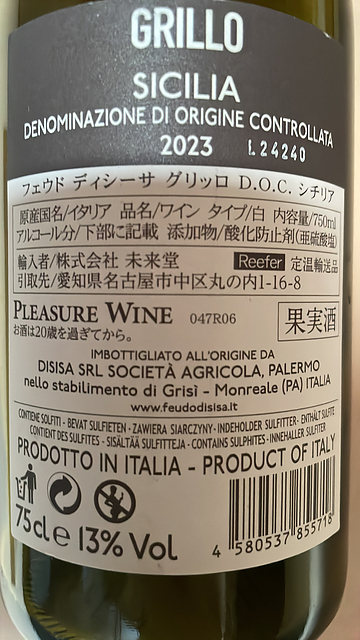 GRILLO
SICILIA
DENOMINAZIONE DI ORIGINE CONTROLLATA
2023 L24240
フェウド ディシーサ グリッロ D.O.C. シチリア
原産国名/イタリア 品名/ワイン タイプ/白 内容量/750ml
アルコール分/下部に記載 添加物/酸化防止剤(亜硫酸塩)
輸入者/株式会社 未来堂 Reefer 定温輸送品
引取先/愛知県名古屋市中区丸の内1-16-8
PLEASURE WINE 047R06 果実酒
お酒は20歳を過ぎてから。
IMBOTTIGLIATO ALL'ORIGINE DA
DISISA SRL SOCIETÀ AGRICOLA, PALERMO
nello stabilimento di Grisì - Monreale (PA) ITALIA
www.feudodisisa.it
CONTIENE SOLFITI - BEVAT SULFIETEN - ZAWIERA SIARCZYNY - INDEHOLDER SULFITTER - ENTHÄLT SULFITE
CONTIENT DES SULFITES - SISÄLTÄÄ SULFIITTEJA - CONTAINS SULPHITES - INNEHALLER SULFITER
PRODOTTO IN ITALIA - PRODUCT OF ITALY
75cl e 13% Vol
4 580537 855718